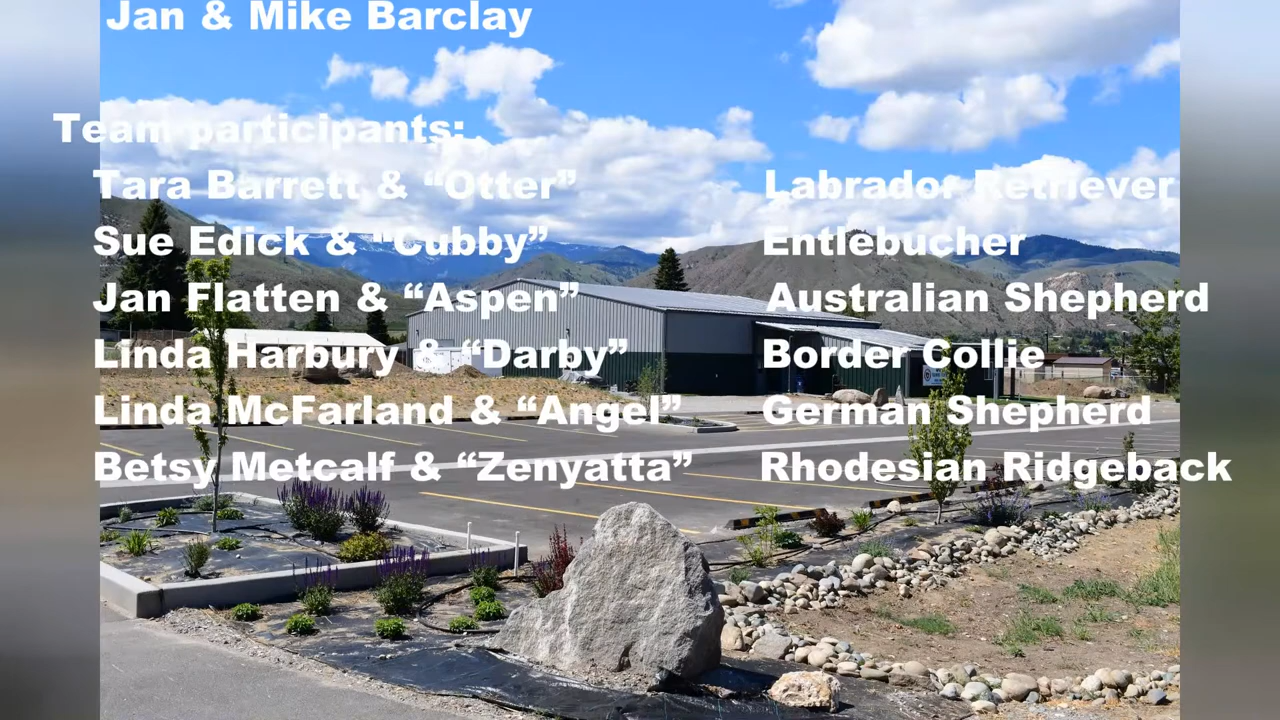 Jan & Mike Barclay
Team participants:
Tara Barrett & “Otter” Labrador Retriever
Sue Edick & “Cubby” Entlebucher
Jan Flatten & “Aspen” Australian Shepherd
Linda Harbury & “Darby” Border Collie
Linda McFarland & “Angel” German Shepherd
Betsy Metcalf & “Zenyatta” Rhodesian Ridgeback